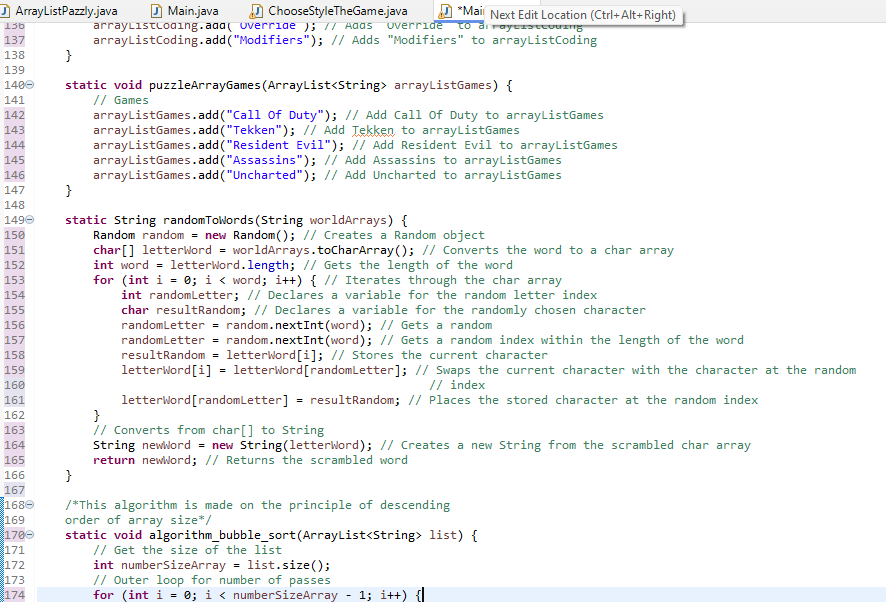 ArrayListPazzly.java Main.java ChooseStyleTheGame.java *Mai
Next Edit Location (Ctrl+Alt+Right)
136 arrayListCoding.add("Override"); // Adds "Override" to arrayListCoding
137 arrayListCoding.add("Modifiers"); // Adds "Modifiers" to arrayListCoding
138 }
139
140 static void puzzleArrayGames(ArrayList<String> arrayListGames) {
141 // Games
142 arrayListGames.add("Call Of Duty"); // Add Call Of Duty to arrayListGames
143 arrayListGames.add("Tekken"); // Add Tekken to arrayListGames
144 arrayListGames.add("Resident Evil"); // Add Resident Evil to arrayListGames
145 arrayListGames.add("Assassins"); // Add Assassins to arrayListGames
146 arrayListGames.add("Uncharted"); // Add Uncharted to arrayListGames
147 }
148
149 static String randomToWords(String worldArrays) {
150 Random random = new Random(); // Creates a Random object
151 char[] letterWord = worldArrays.toCharArray(); // Converts the word to a char array
152 int word = letterWord.length; // Gets the length of the word
153 for (int i = 0; i < word; i++) { // Iterates through the char array
154 int randomLetter; // Declares a variable for the random letter index
155 char resultRandom; // Declares a variable for the randomly chosen character
156 randomLetter = random.nextInt(word); // Gets a random
157 randomLetter = random.nextInt(word); // Gets a random index within the length of the word
158 resultRandom = letterWord[i]; // Stores the current character
159 letterWord[i] = letterWord[randomLetter]; // Swaps the current character with the character at the random
160 // index
161 letterWord[randomLetter] = resultRandom; // Places the stored character at the random index
162 }
163 // Converts from char[] to String
164 String newWord = new String(letterWord); // Creates a new String from the scrambled char array
165 return newWord; // Returns the scrambled word
166 }
167
168 /*This algorithm is made on the principle of descending
169 order of array size*/
170 static void algorithm_bubble_sort(ArrayList<String> list) {
171 // Get the size of the list
172 int numberSizeArray = list.size();
173 // Outer loop for number of passes
174 for (int i = 0; i < numberSizeArray - 1; i++) {